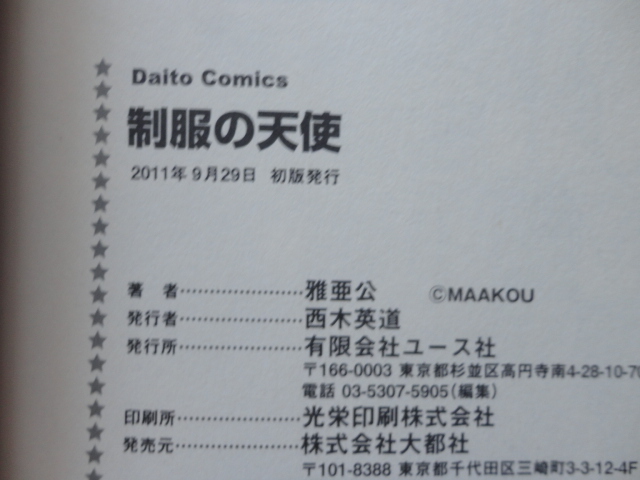 Daito Comics
制服の天使
2011年9月29日 初版発行
著 者……………………雅亜公 ©MAAKOU
発行者……………………西木英道
発行所……………………有限会社ユース社
〒166-0003 東京都杉並区高円寺南4-28-10-70
電話 03-5307-5905(編集)
印刷所……………………光栄印刷株式会社
発売元……………………株式会社大都社
〒101-8388 東京都千代田区三崎町3-3-12-4F